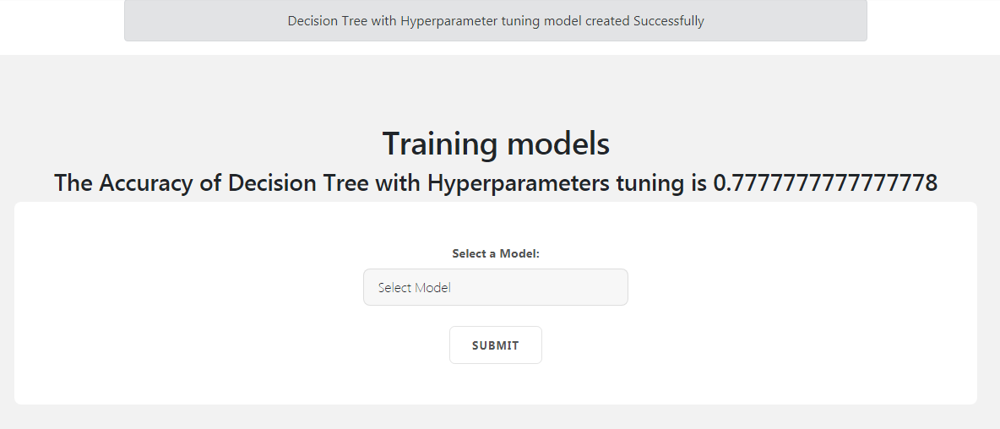 Decision Tree with Hyperparameter tuning model created Successfully
Training models
The Accuracy of Decision Tree with Hyperparameters tuning is 0.7777777777777778
Select a Model:
Select Model
SUBMIT